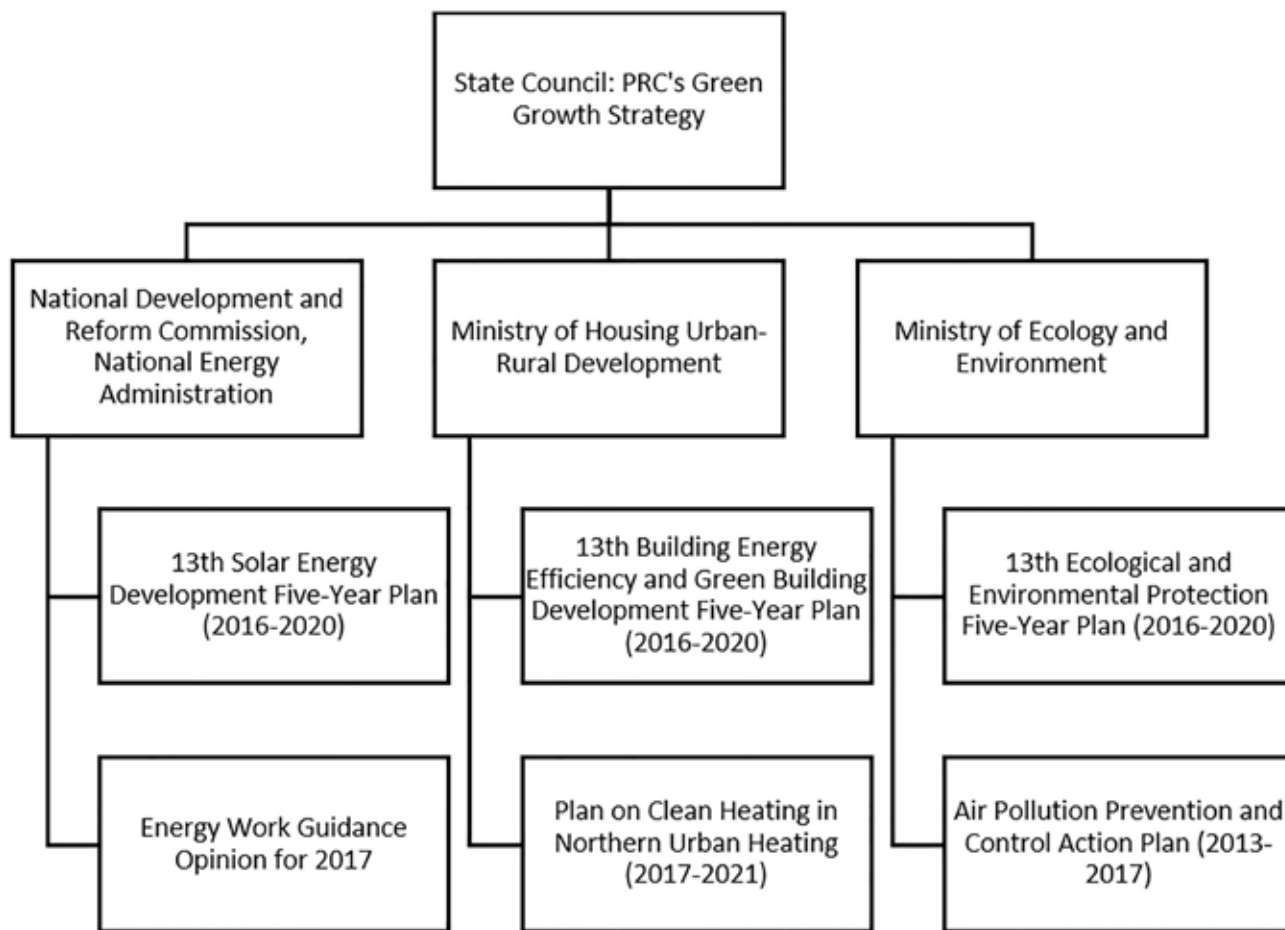 State Council: PRC's Green
Growth Strategy
National Development and
Reform Commission,
National Energy
Administration
Ministry of Housing Urban-
Rural Development
Ministry of Ecology and
Environment
13th Solar Energy
Development Five-Year Plan
(2016-2020)
13th Building Energy
Efficiency and Green Building
Development Five-Year Plan
(2016-2020)
13th Ecological and
Environmental Protection
Five-Year Plan (2016-2020)
Energy Work Guidance
Opinion for 2017
Plan on Clean Heating in
Northern Urban Heating
(2017-2021)
Air Pollution Prevention and
Control Action Plan (2013-
2017)